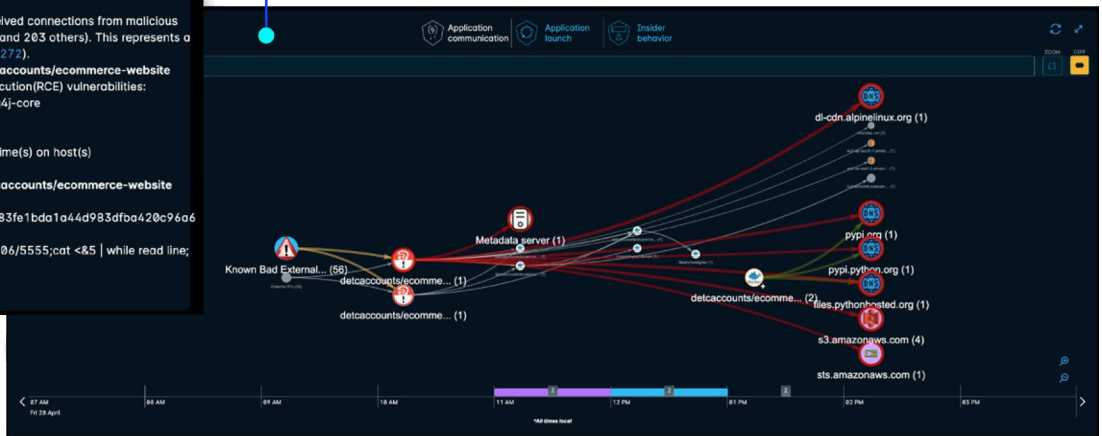 ived connections from malicious
and 203 others). This represents a
272).
accounts/ecommerce-website
cution(RCE) vulnerabilities:
4j-core
ime(s) on host(s)
accounts/ecommerce-website
83fe1bda1a44d983dfba420c96a6
06/5555;cat <&5 | while read line;
Application
communication
Application
launch
Insider
behavior
ZOOM
DIFF
dl-cdn.alpinelinux.org (1)
Metadata server (1)
Known Bad External... (56)
External IPs (55)
detcaccounts/ecomme... (1)
detcaccounts/ecomme... (1)
detcaccounts/ecomme... (2)
pypi.org (1)
pypi.python.org (1)
files.pythonhosted.org (1)
s3.amazonaws.com (4)
sts.amazonaws.com (1)
2
2
2
07 AM
08 AM
09 AM
10 AM
11 AM
12 PM
01 PM
02 PM
03 PM
Fri 28 April
*All times local